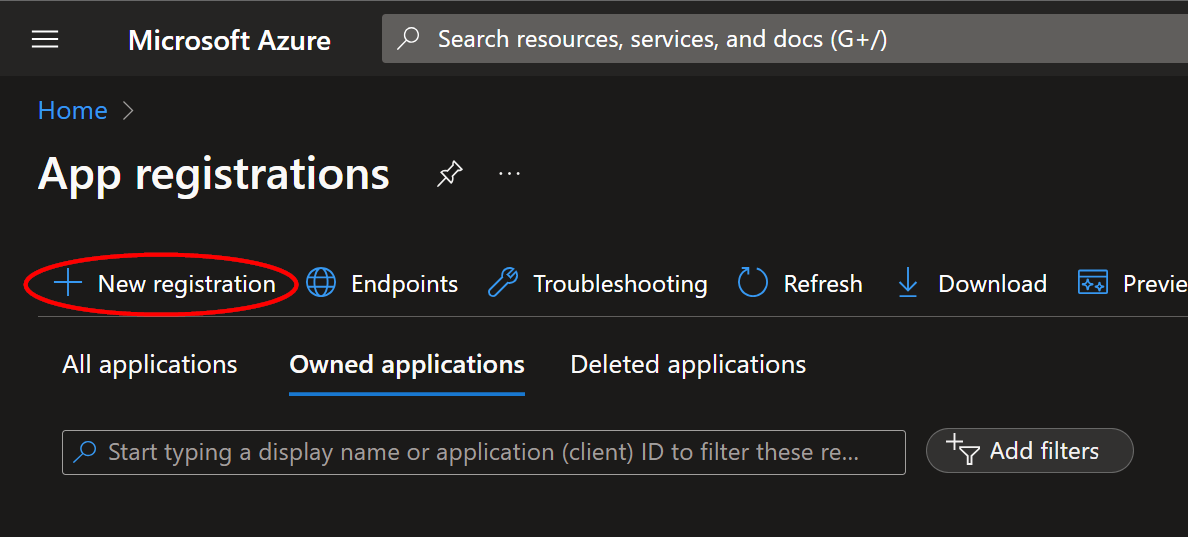 Microsoft Azure
Search resources, services, and docs (G+/)
Home
App registrations
New registration
Endpoints
Troubleshooting
Refresh
Download
Previe
All applications
Owned applications
Deleted applications
Start typing a display name or application (client) ID to filter these re...
Add filters